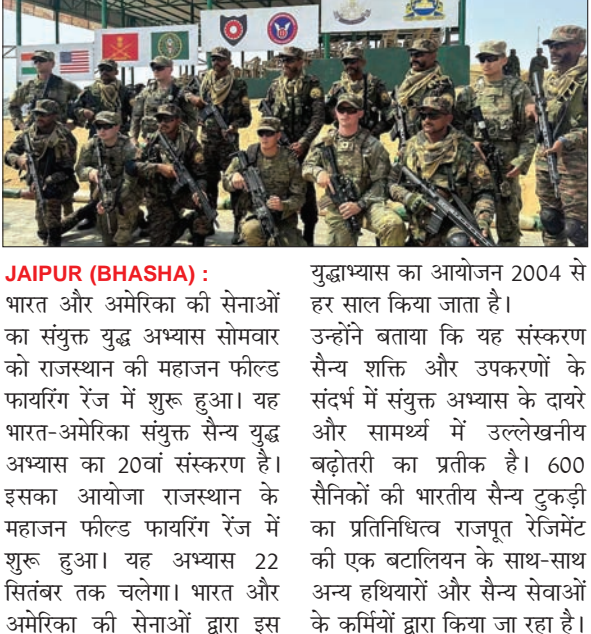 JAIPUR (BHASHA) :
भारत और अमेरिका की सेनाओं
का संयुक्त युद्ध अभ्यास सोमवार
को राजस्थान की महाजन फील्ड
फायरिंग रेंज में शुरू हुआ। यह
भारत-अमेरिका संयुक्त सैन्य युद्ध
अभ्यास का 20वां संस्करण है।
इसका आयोजा राजस्थान के
महाजन फील्ड फायरिंग रेंज में
शुरू हुआ। यह अभ्यास 22
सितंबर तक चलेगा। भारत और
अमेरिका की सेनाओं द्वारा इस
युद्धाभ्यास का आयोजन 2004 से
हर साल किया जाता है।
उन्होंने बताया कि यह संस्करण
सैन्य शक्ति और उपकरणों के
संदर्भ में संयुक्त अभ्यास के दायरे
और सामर्थ्य में उल्लेखनीय
बढ़ोतरी का प्रतीक है। 600
सैनिकों की भारतीय सैन्य टुकड़ी
का प्रतिनिधित्व राजपूत रेजिमेंट
की एक बटालियन के साथ-साथ
अन्य हथियारों और सैन्य सेवाओं
के कर्मियों द्वारा किया जा रहा है।